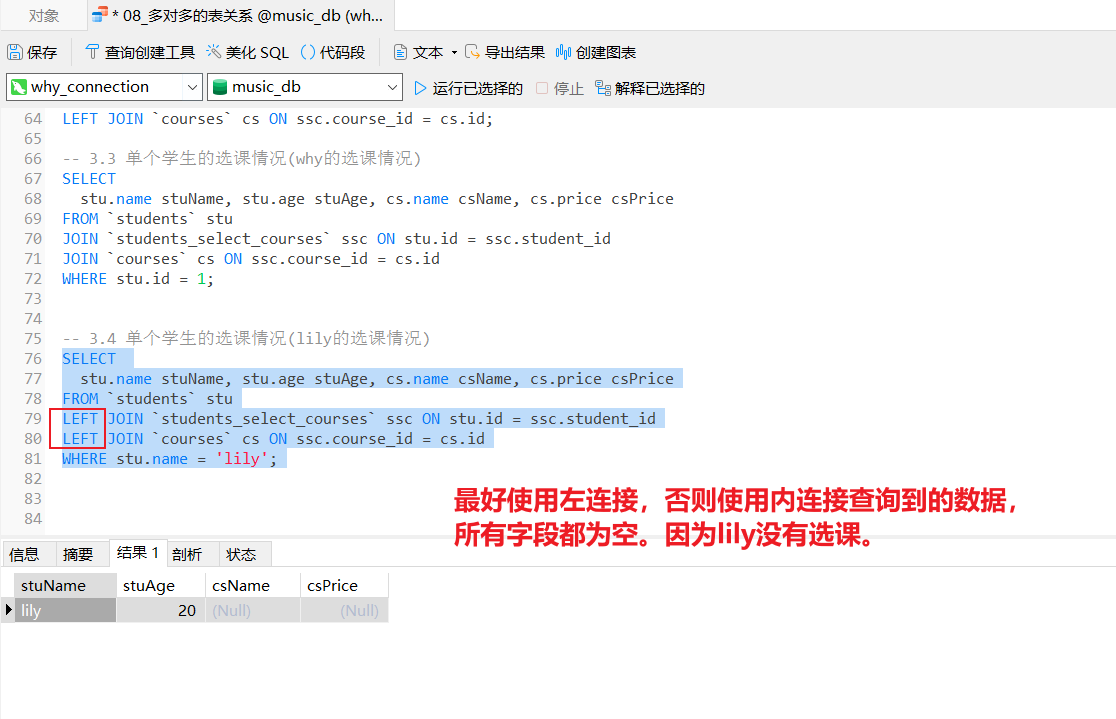 对象
* 08_多对多的表关系 @music_db (wh...
保存 查询创建工具 美化 SQL () 代码段 文本 导出结果 创建图表
why_connection music_db 运行已选择的 停止 解释已选择的
64 LEFT JOIN `courses` cs ON ssc.course_id = cs.id;
65
66 -- 3.3 单个学生的选课情况(why的选课情况)
67 SELECT
68 stu.name stuName, stu.age stuAge, cs.name csName, cs.price csPrice
69 FROM `students` stu
70 JOIN `students_select_courses` ssc ON stu.id = ssc.student_id
71 JOIN `courses` cs ON ssc.course_id = cs.id
72 WHERE stu.id = 1;
73
74
75 -- 3.4 单个学生的选课情况(lily的选课情况)
76 SELECT
77 stu.name stuName, stu.age stuAge, cs.name csName, cs.price csPrice
78 FROM `students` stu
79 LEFT JOIN `students_select_courses` ssc ON stu.id = ssc.student_id
80 LEFT JOIN `courses` cs ON ssc.course_id = cs.id
81 WHERE stu.name = 'lily';
82
83
84
最好使用左连接，否则使用内连接查询到的数据，
所有字段都为空。因为lily没有选课。
信息 摘要 结果 1 剖析 状态
stuName stuAge csName csPrice
lily 20 (Null) (Null)